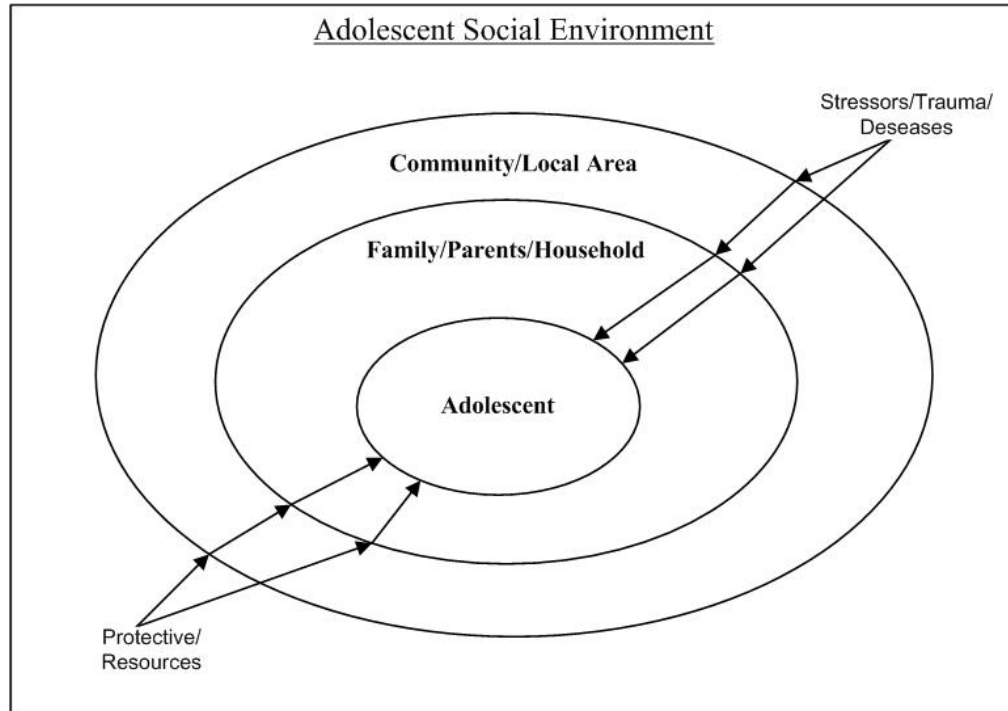 Adolescent Social Environment
Stressors/Trauma/
Deseases
Community/Local Area
Family/Parents/Household
Adolescent
Protective/
Resources